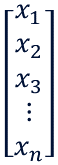 x₁
x₂
x₃
⋮
xₙ